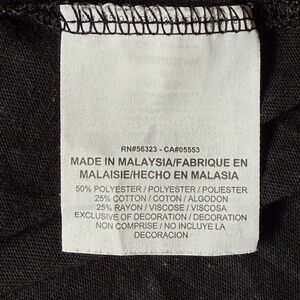 RN#56323 - CA#05553
MADE IN MALAYSIA/FABRIQUE EN
MALAISIE/HECHO EN MALASIA
50% POLYESTER / POLYESTER / POLIESTER
25% COTTON / COTON / ALGODON
25% RAYON / VISCOSE / VISCOSA
EXCLUSIVE OF DECORATION / DECORATION
NON COMPRISE / NO INCLUYE LA
DECORACION